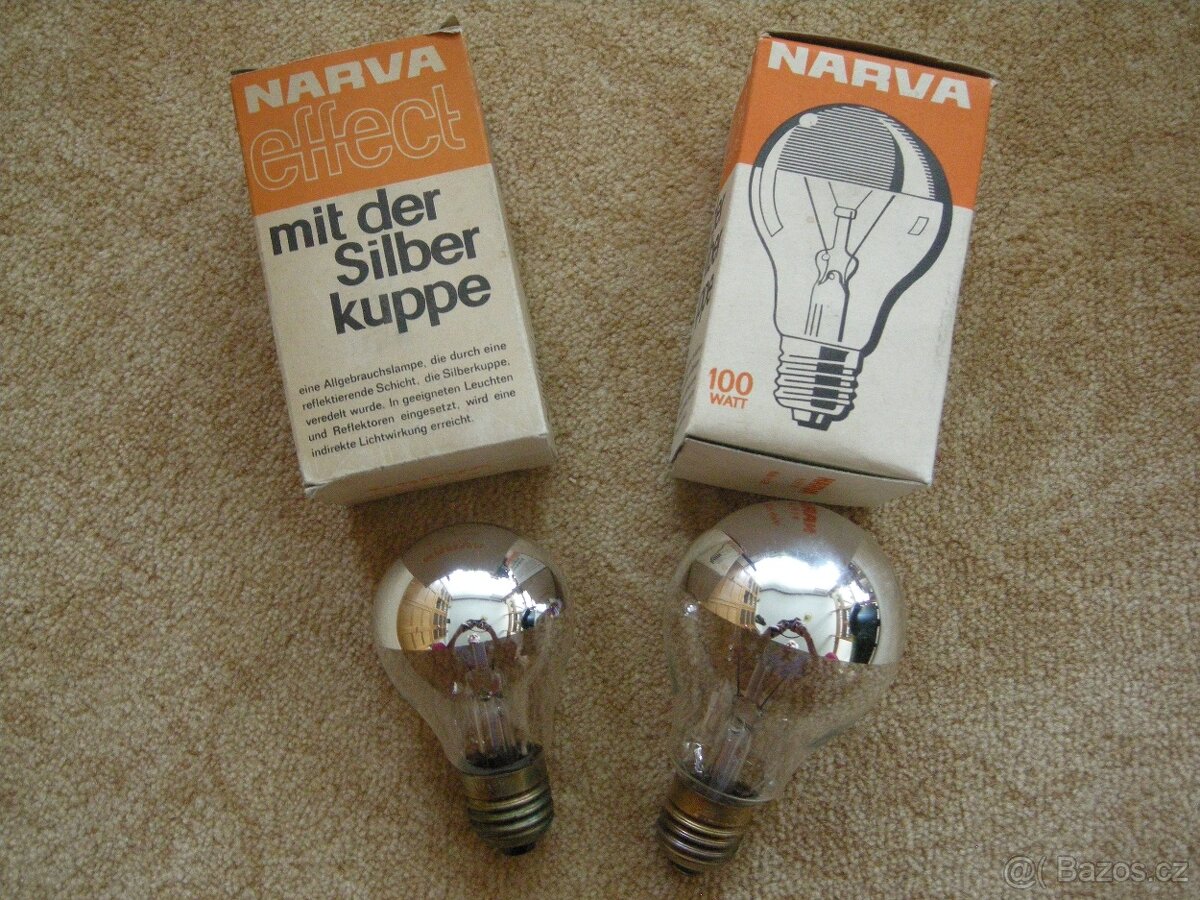 NARVA
effect
mit der
Silber
kuppe
eine Allgebrauchslampe, die durch eine
reflektierende Schicht, die Silberkuppe,
veredelt wurde. In geeigneten Leuchten
und Reflektoren eingesetzt, wird eine
indirekte Lichtwirkung erreicht.
NARVA
100
WATT
@( Bazos.cz